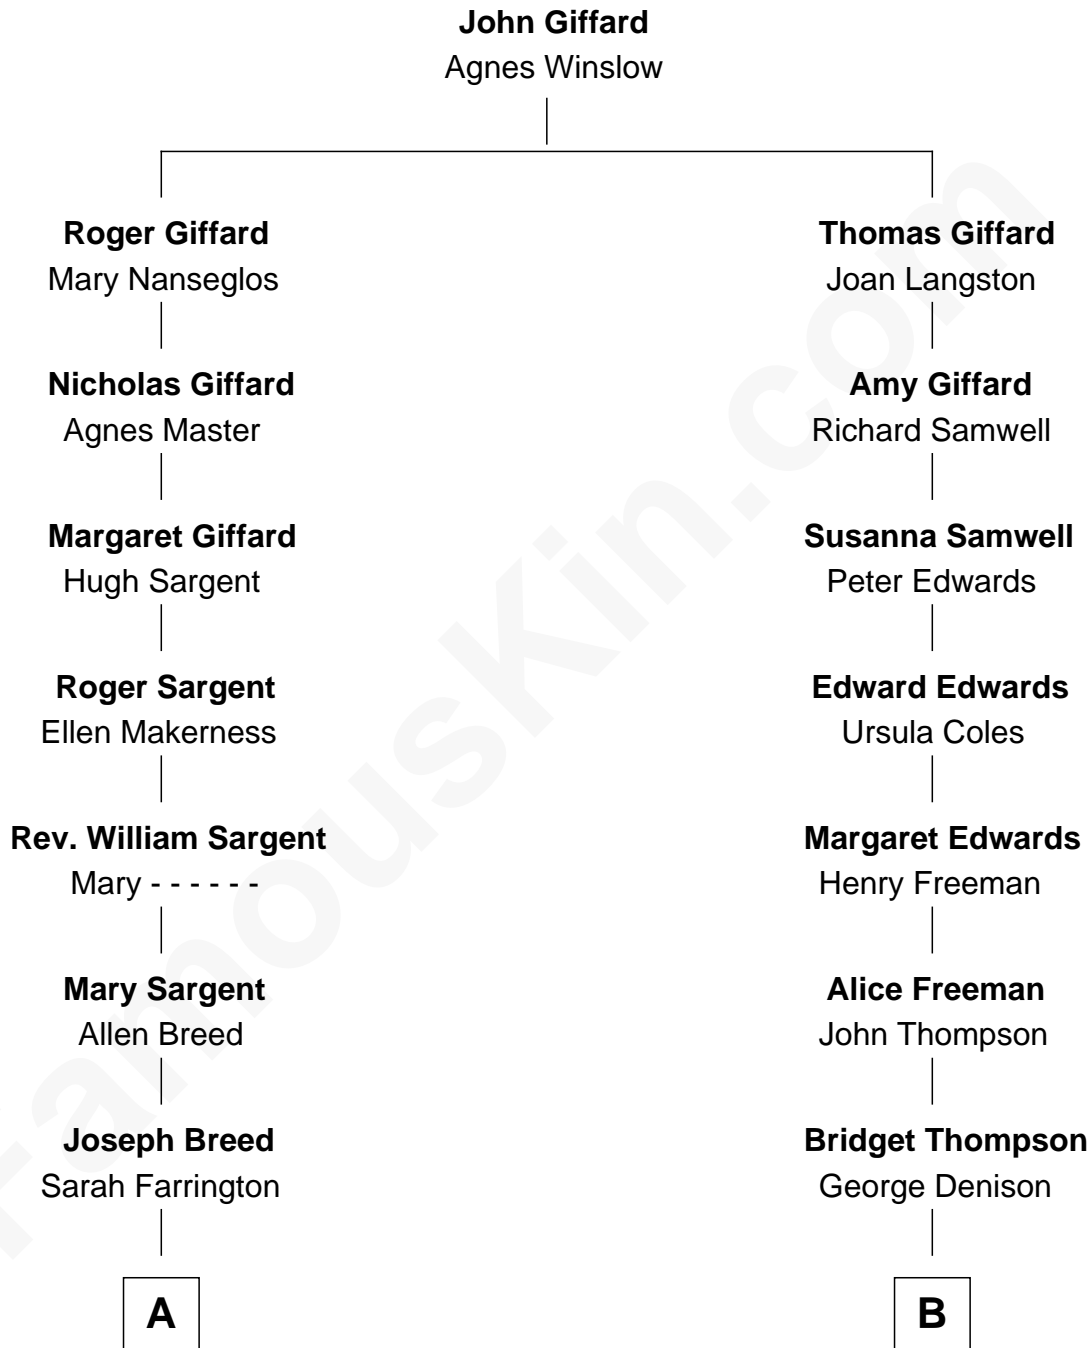 John Giffard
Agnes Winslow
Roger Giffard
Mary Nanseglos
Nicholas Giffard
Agnes Master
Margaret Giffard
Hugh Sargent
Roger Sargent
Ellen Makerness
Rev. William Sargent
Mary - - - - - -
Mary Sargent
Allen Breed
Joseph Breed
Sarah Farrington
A
Thomas Giffard
Joan Langston
Amy Giffard
Richard Samwell
Susanna Samwell
Peter Edwards
Edward Edwards
Ursula Coles
Margaret Edwards
Henry Freeman
Alice Freeman
John Thompson
Bridget Thompson
George Denison
B
FamousKin.com